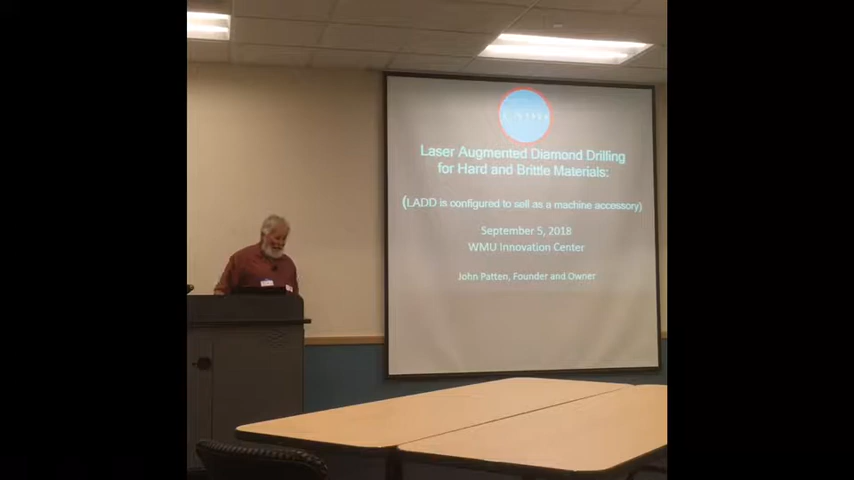 Laser Augmented Diamond Drilling
for Hard and Brittle Materials:
(LADD is configured to sell as a machine accessory)
September 5, 2018
WMU Innovation Center
John Patten, Founder and Owner